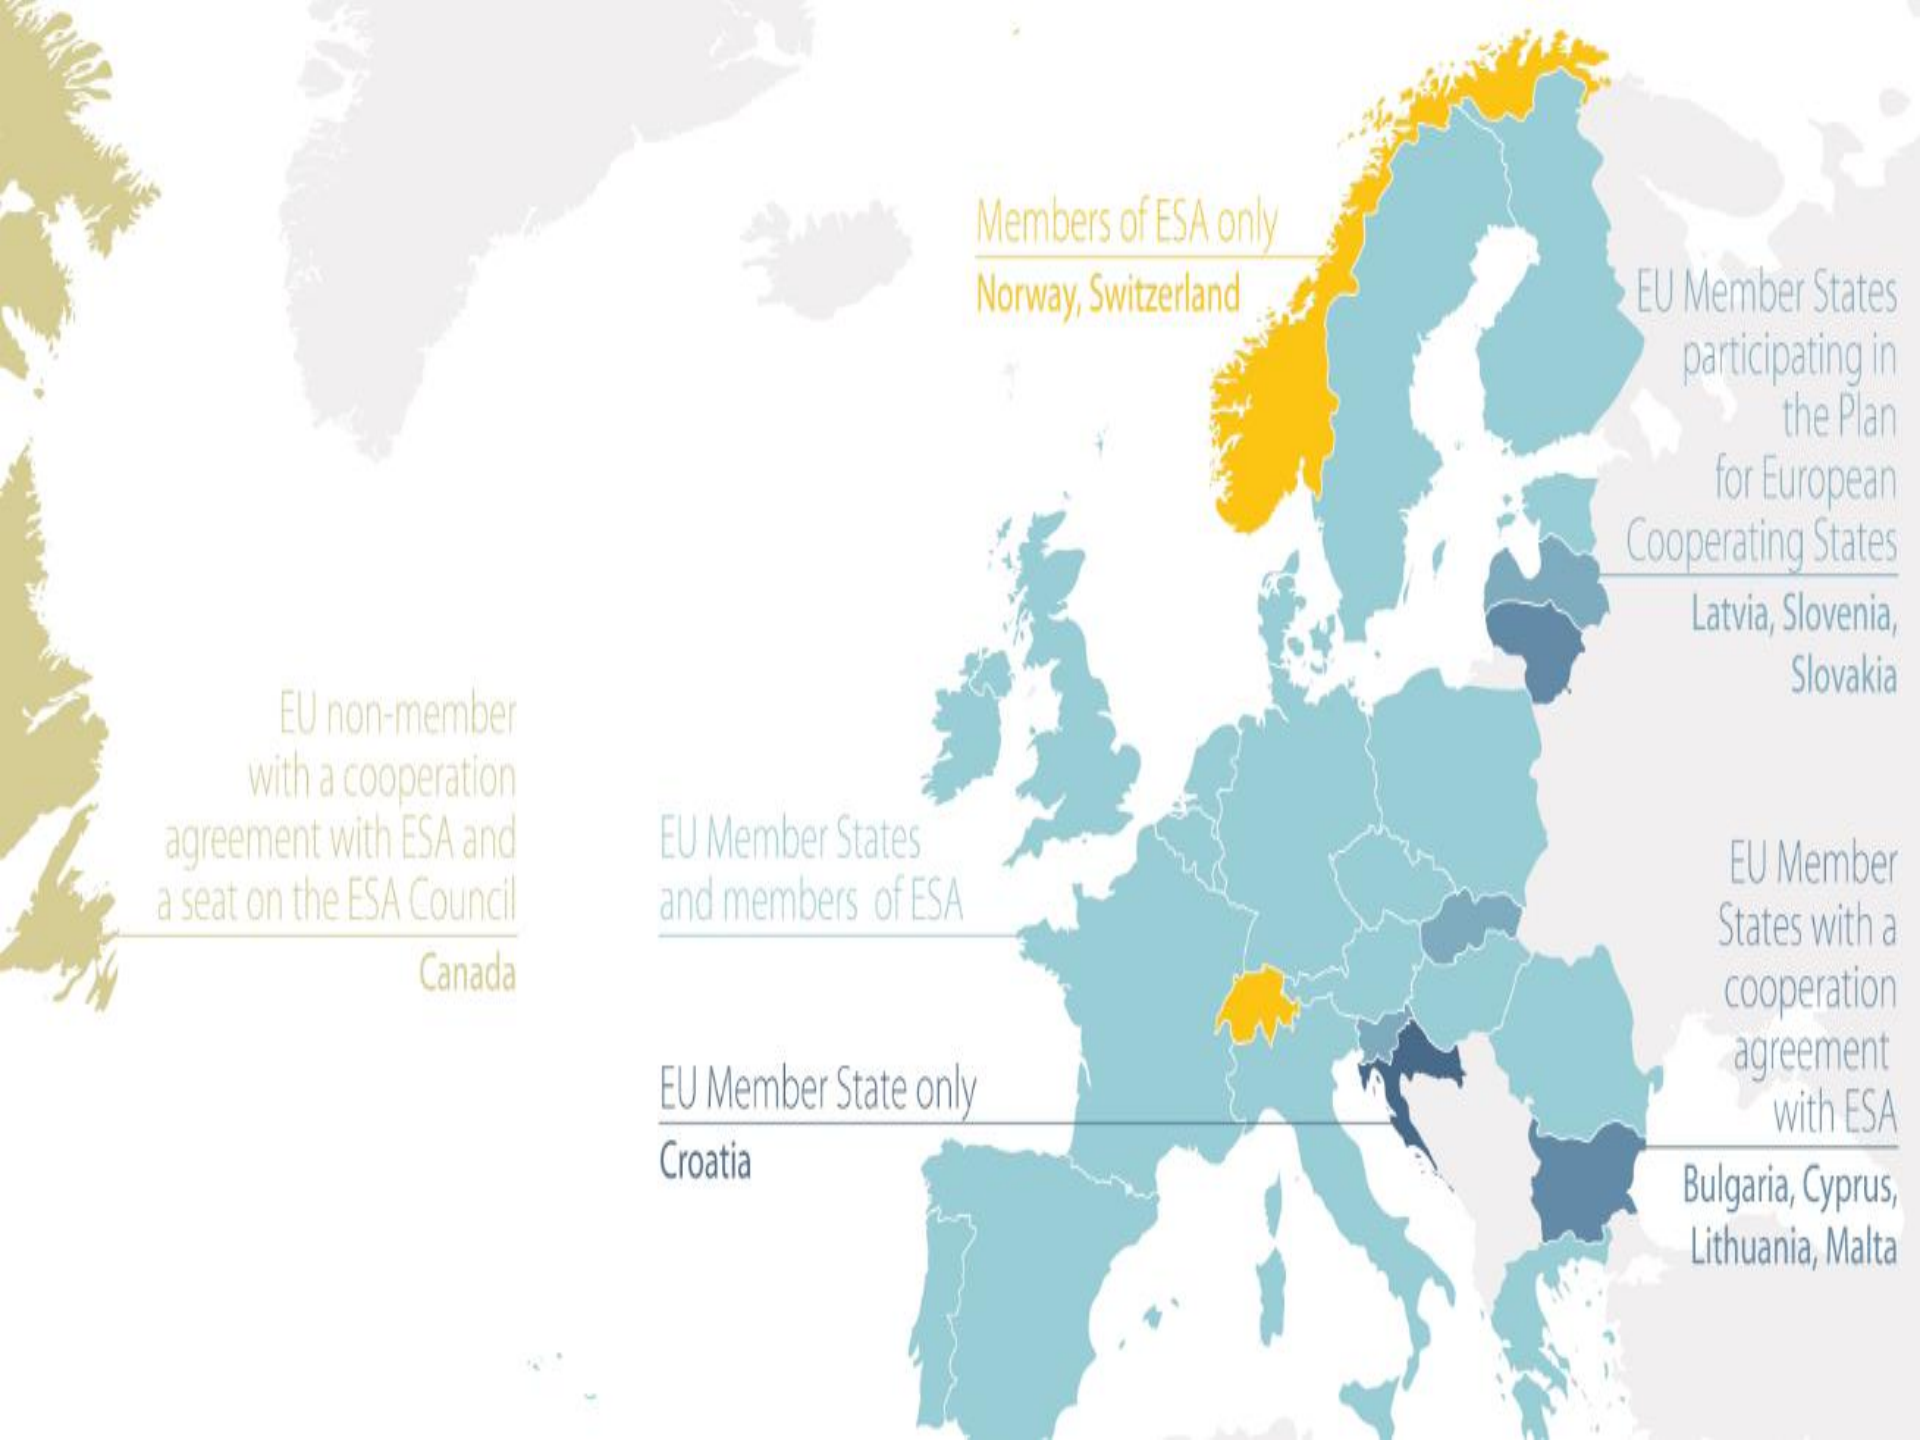 Members of ESA only
Norway, Switzerland
EU Member States
participating in
the Plan
for European
Cooperating States
Latvia, Slovenia,
Slovakia
EU non-member
with a cooperation
agreement with ESA and
a seat on the ESA Council
Canada
EU Member States
and members of ESA
EU Member State only
Croatia
EU Member
States with a
cooperation
agreement
with ESA
Bulgaria, Cyprus,
Lithuania, Malta